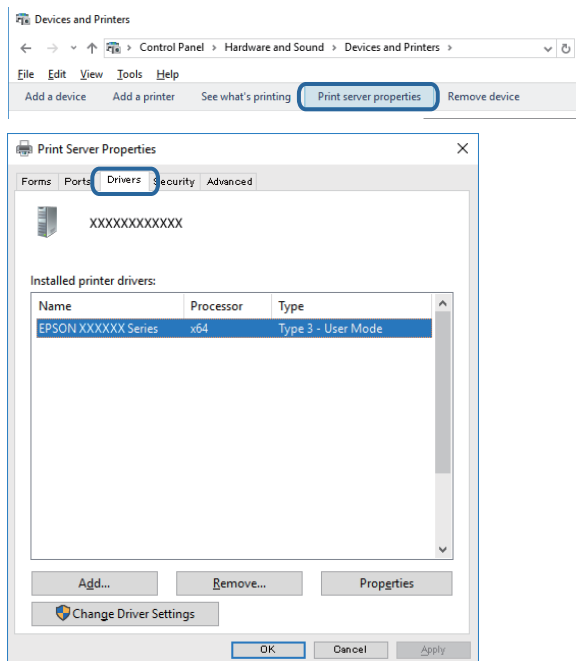 Devices and Printers
Control Panel > Hardware and Sound > Devices and Printers >
File Edit View Tools Help
Add a device Add a printer See what's printing Print server properties Remove device
Print Server Properties
Forms Ports Drivers Security Advanced
XXXXXXXXXXXX
Installed printer drivers:
Name Processor Type
EPSON XXXXXX Series x64 Type 3 - User Mode
Add... Remove... Properties
Change Driver Settings
OK Cancel Apply